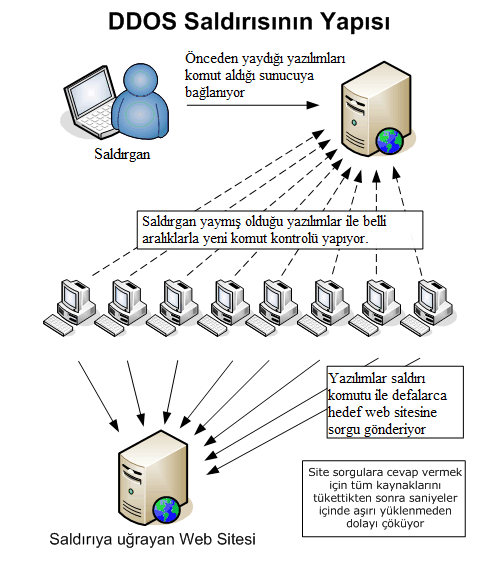 DDOS Saldırısının Yapısı
Önceden yaydığı yazılımları
komut aldığı sunucuya
bağlanıyor
Saldırgan
Saldırgan yaymış olduğu yazılımlar ile belli
aralıklarla yeni komut kontrolü yapıyor.
Yazılımlar saldırı
komutu ile defalarca
hedef web sitesine
sorgu gönderiyor
Site sorgulara cevap vermek
için tüm kaynaklarını
tükettikten sonra saniyeler
içinde aşırı yüklenmeden
dolayı çöküyor
Saldırıya uğrayan Web Sitesi